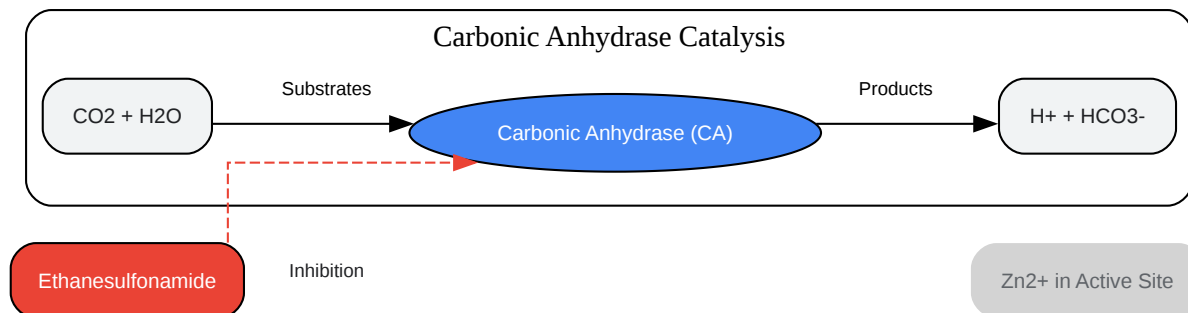 Carbonic Anhydrase Catalysis
Substrates
Products
CO2 + H2O
Carbonic Anhydrase (CA)
H+ + HCO3-
Ethanesulfonamide
Inhibition
Zn2+ in Active Site